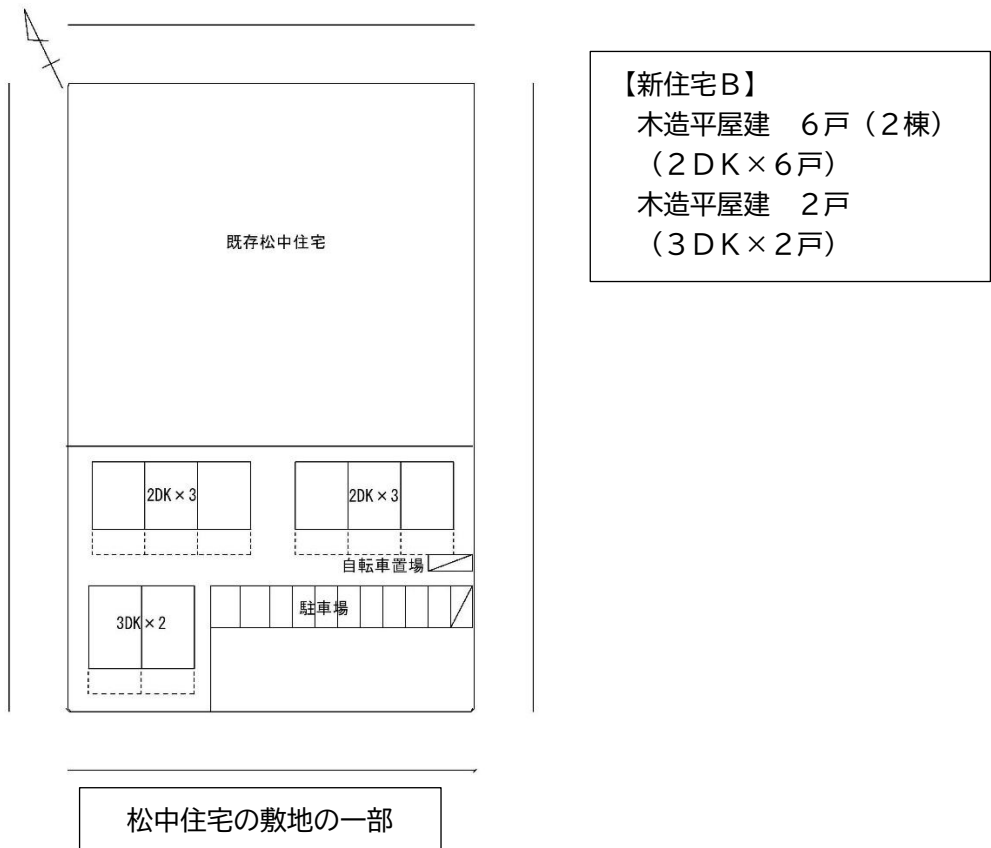 【新住宅Ｂ】
木造平屋建　６戸（２棟）
（２ＤＫ×６戸）
木造平屋建　２戸
（３ＤＫ×２戸）
既存松中住宅
2DK×3
2DK×3
自転車置場
駐車場
3DK×2
松中住宅の敷地の一部